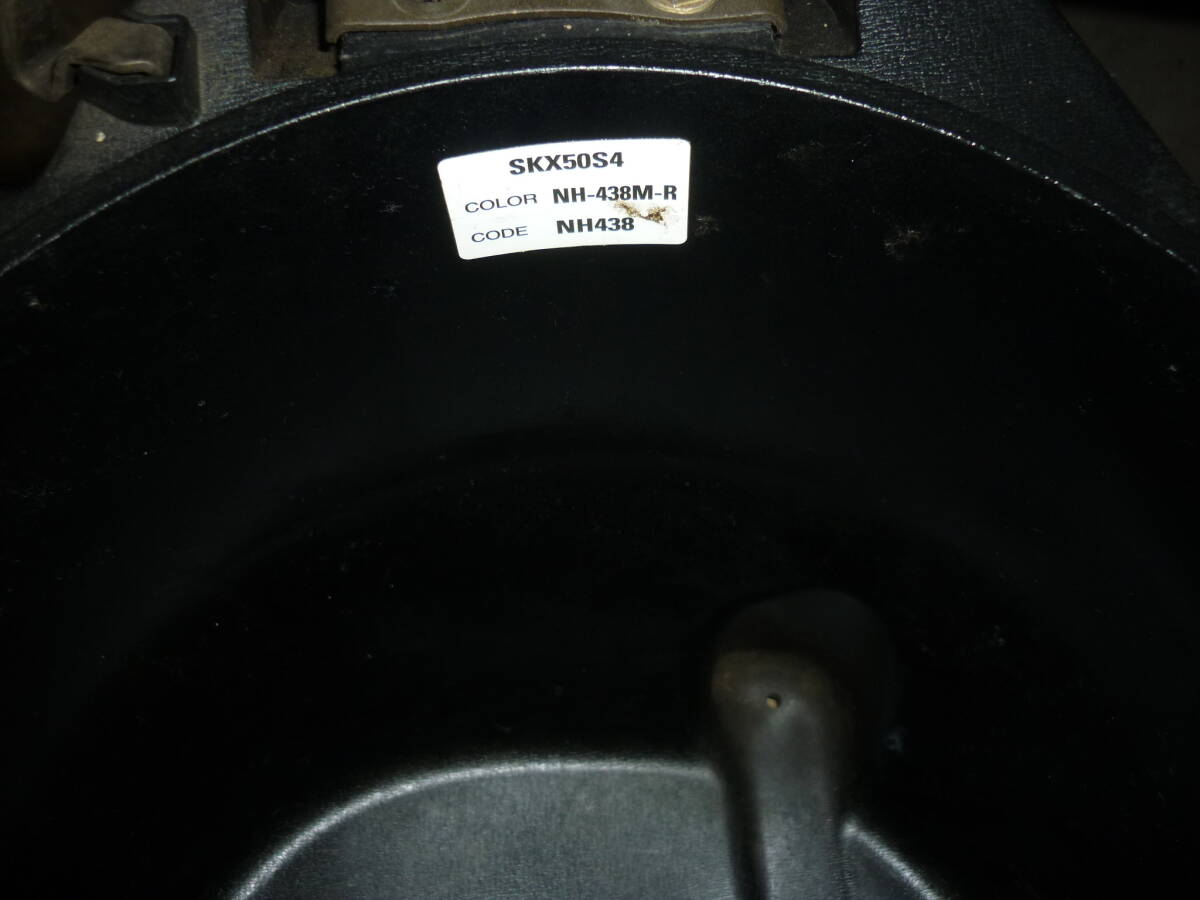 SKX50S4
COLOR NH-438M-R
CODE NH438